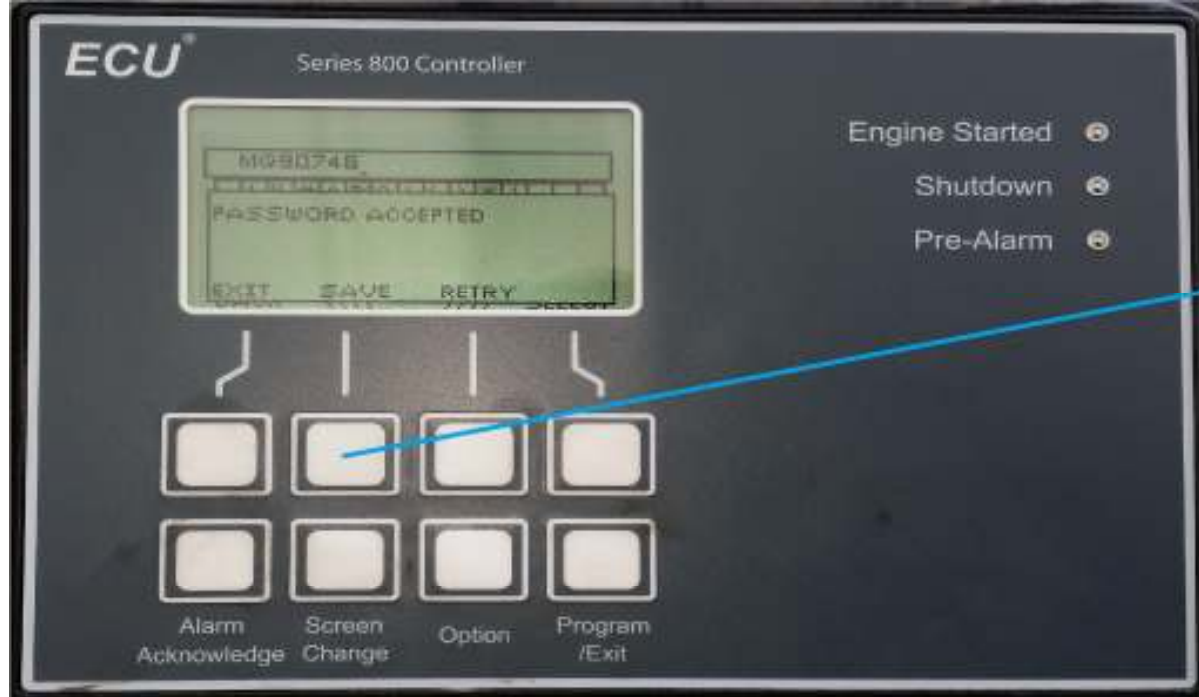 ECU®
Series 800 Controller
PASSWORD ACCEPTED
EXIT SAVE RETRY
Engine Started
Shutdown
Pre-Alarm
Alarm Acknowledge
Screen Change
Option
Program /Exit